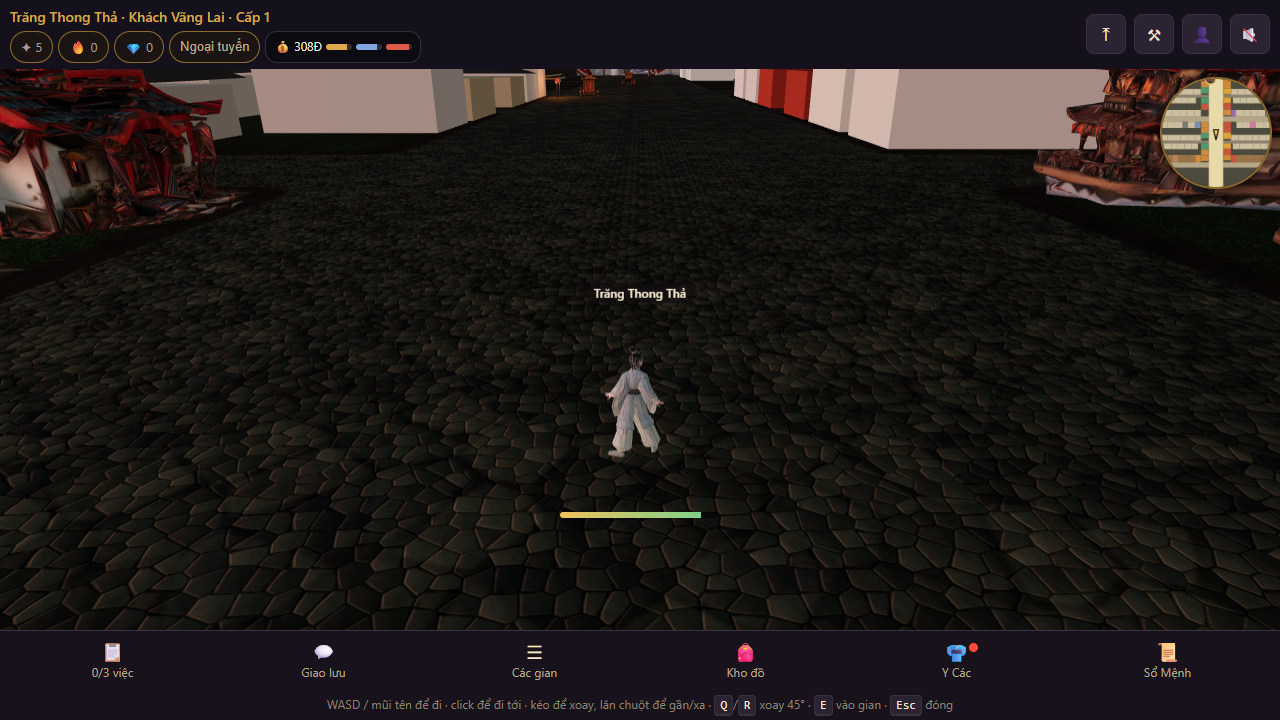 Trăng Thong Thả · Khách Vãng Lai · Cấp 1
5 0 0 Ngoại tuyến 308Đ
Trăng Thong Thả
0/3 việc Giao lưu Các gian Kho đồ Y Các Sổ Mệnh
WASD / mũi tên để đi · click để đi tới · kéo để xoay, lăn chuột để gần/xa · Q/R xoay 45° · E vào gian · Esc đóng